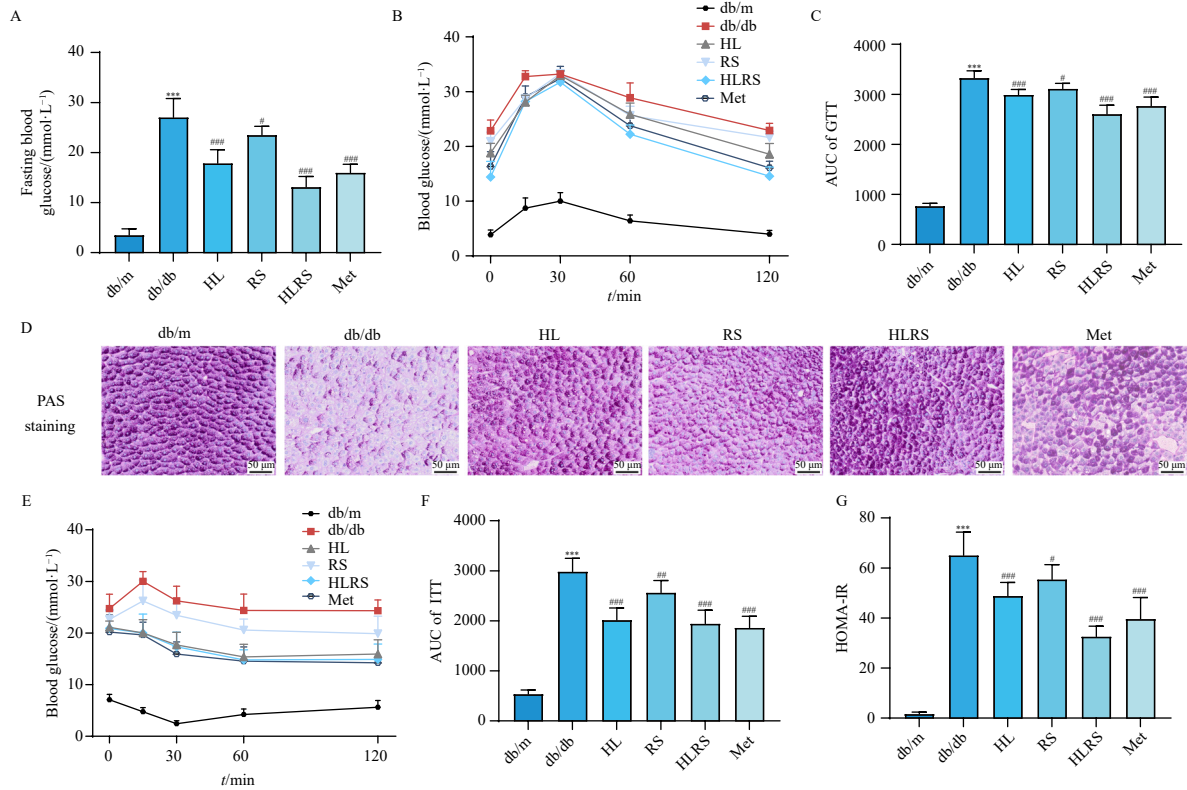 A
Fasting blood
glucose/(mmol·L⁻¹)
40
30
20
10
0
***
###
#
###
###
db/m
db/db
HL
RS
HLRS
Met
B
Blood glucose/(mmol·L⁻¹)
40
30
20
10
0
db/m
db/db
HL
RS
HLRS
Met
0
30
60
120
t/min
C
AUC of GTT
4000
3000
2000
1000
0
***
###
#
###
###
db/m
db/db
HL
RS
HLRS
Met
D
db/m
db/db
HL
RS
HLRS
Met
PAS
staining
50 μm
50 μm
50 μm
50 μm
50 μm
50 μm
E
Blood glucose/(mmol·L⁻¹)
40
30
20
10
0
db/m
db/db
HL
RS
HLRS
Met
0
30
60
120
t/min
F
AUC of ITT
4000
3000
2000
1000
0
***
###
##
###
###
db/m
db/db
HL
RS
HLRS
Met
G
HOMA-IR
80
60
40
20
0
***
###
#
###
###
db/m
db/db
HL
RS
HLRS
Met